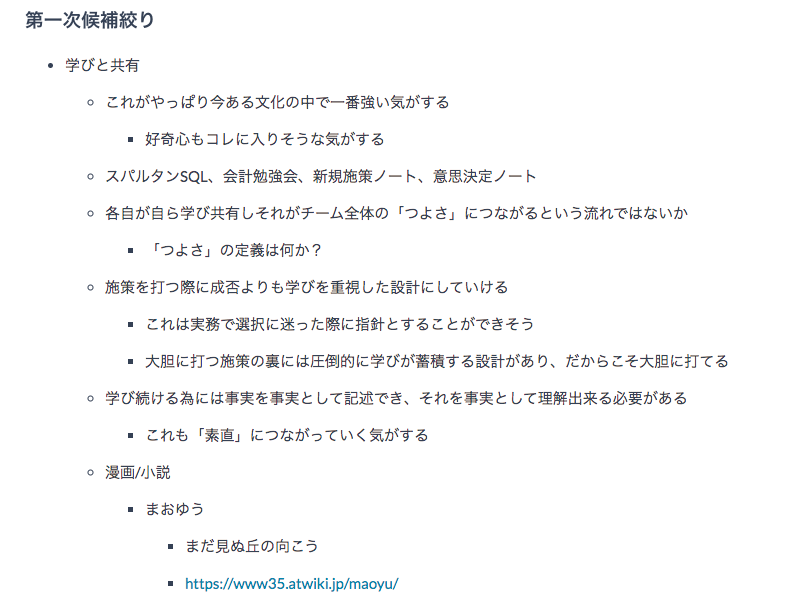 第一次候補絞り
学びと共有
これがやっぱり今ある文化の中で一番強い気がする
好奇心もコレに入りそうな気がする
スパルタンSQL、会計勉強会、新規施策ノート、意思決定ノート
各自が自ら学び共有しそれがチーム全体の「つよさ」につながるという流れではないか
「つよさ」の定義は何か？
施策を打つ際に成否よりも学びを重視した設計にしていける
これは実務で選択に迷った際に指針とすることができそう
大胆に打つ施策の裏には圧倒的に学びが蓄積する設計があり、だからこそ大胆に打てる
学び続ける為には事実を事実として記述でき、それを事実として理解出来る必要がある
これも「素直」につながっていく気がする
漫画/小説
まおゆう
まだ見ぬ丘の向こう
https://www35.atwiki.jp/maoyu/